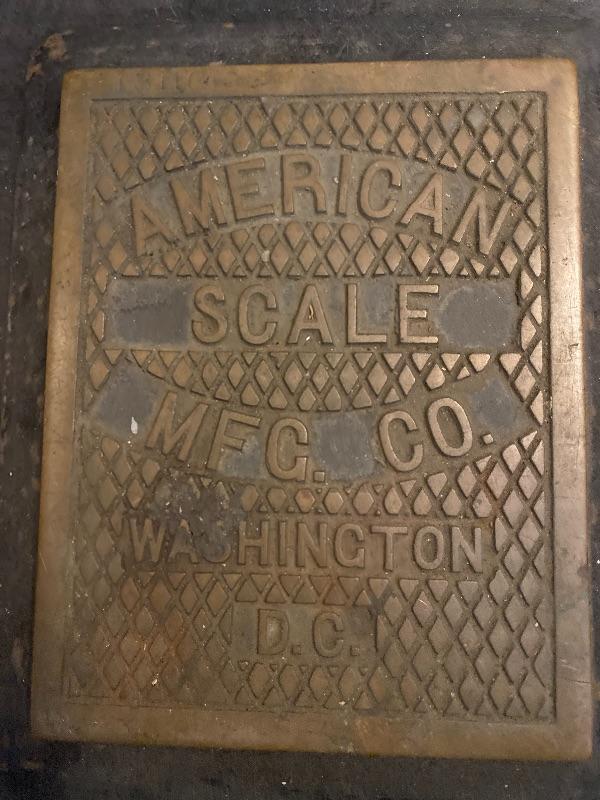 AMERICAN
SCALE
MFG. CO.
WASHINGTON
D.C.